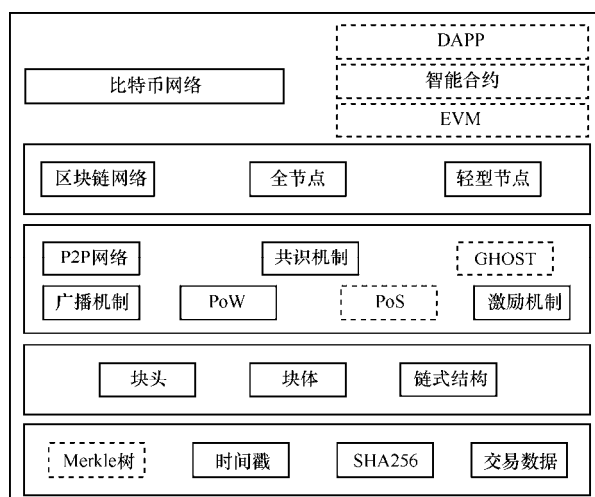 DAPP
比特币网络
智能合约
EVM
区块链网络 全节点 轻型节点
P2P网络 共识机制 GHOST
广播机制 PoW PoS 激励机制
块头 块体 链式结构
Merkle树 时间戳 SHA256 交易数据